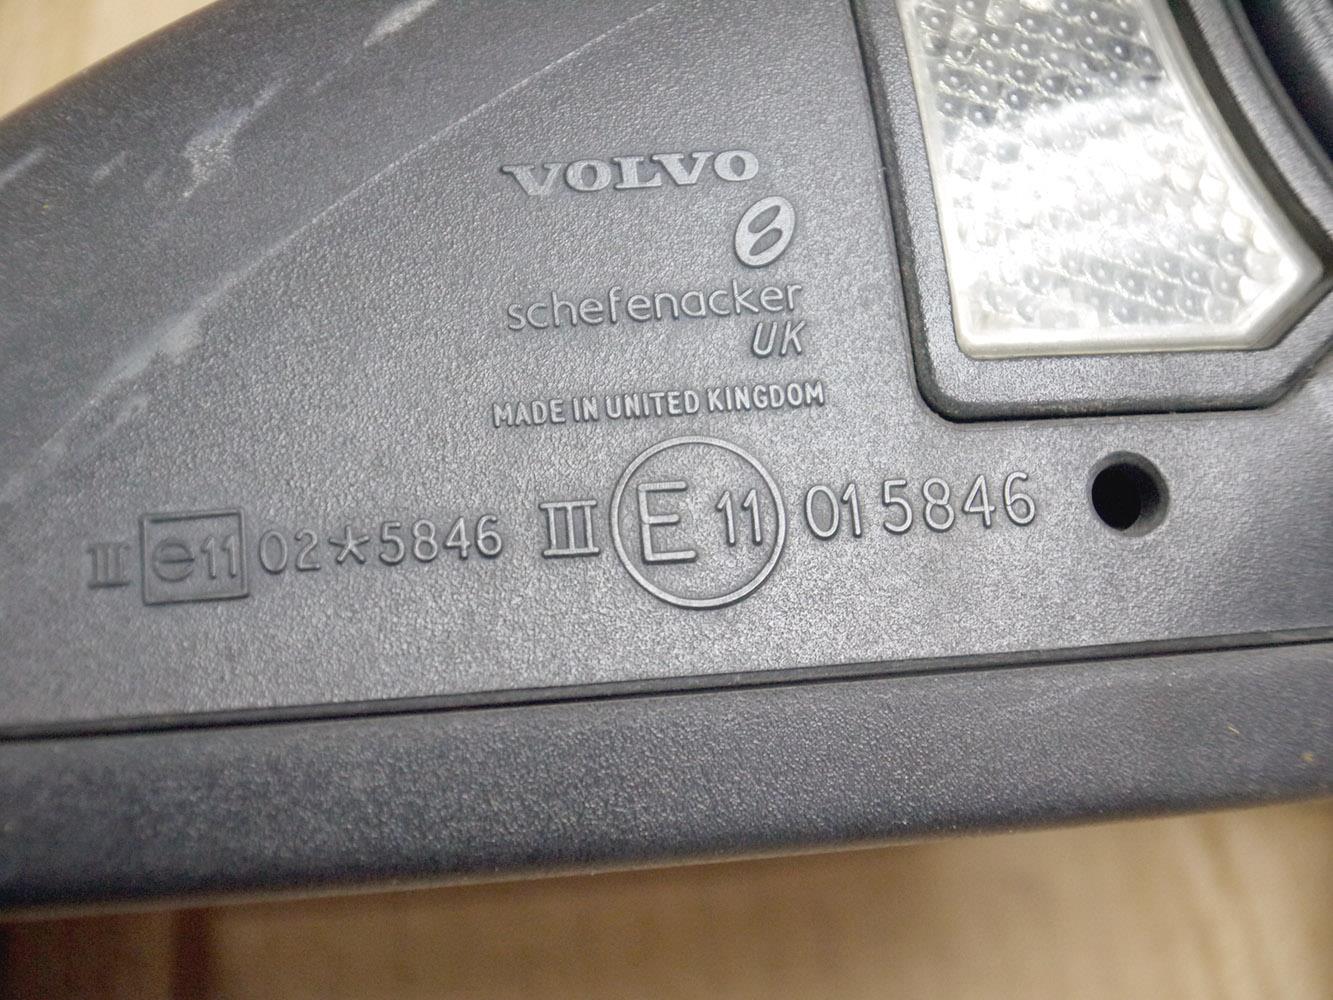 VOLVO
schefenacker
UK
MADE IN UNITED KINGDOM
III e11 02*5846 III E 11 015846